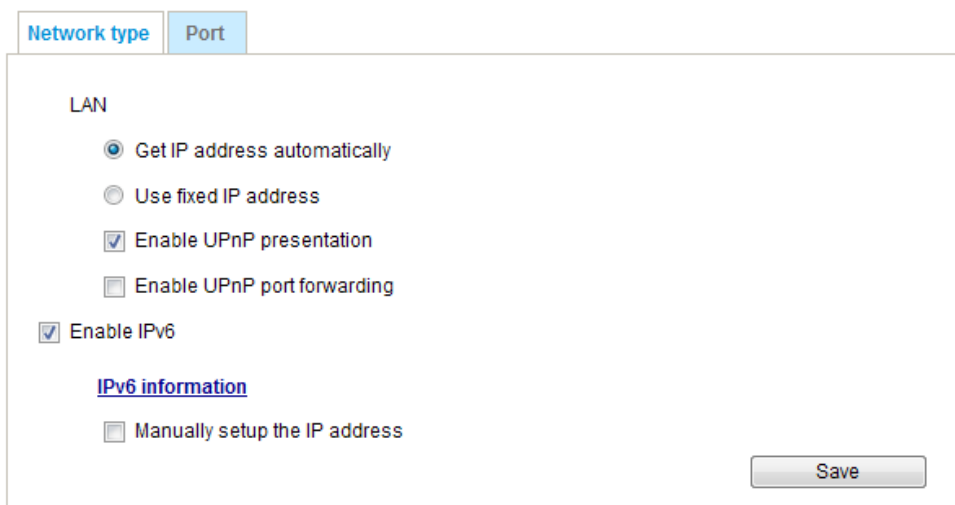 Network type Port
LAN
Get IP address automatically
Use fixed IP address
Enable UPnP presentation
Enable UPnP port forwarding
Enable IPv6
IPv6 information
Manually setup the IP address
Save